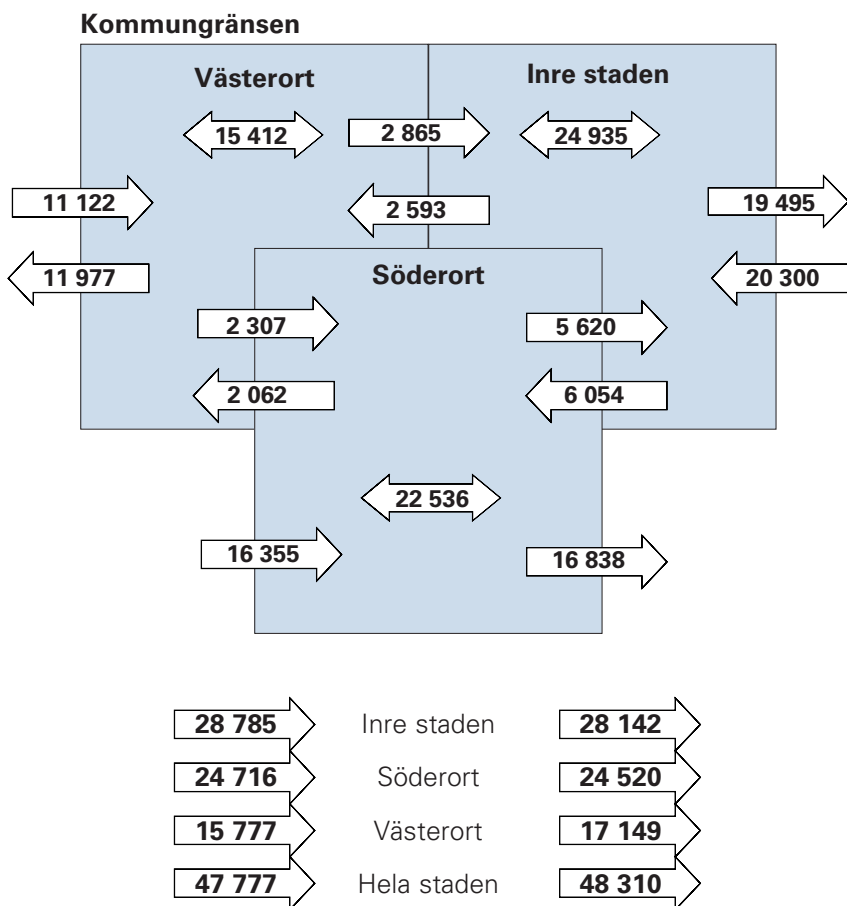 Kommungränsen
Västerort Inre staden
15 412 2 865 24 935
11 122 2 593 19 495
11 977 Söderort 20 300
2 307 5 620
2 062 6 054
22 536
16 355 16 838
28 785 Inre staden 28 142
24 716 Söderort 24 520
15 777 Västerort 17 149
47 777 Hela staden 48 310